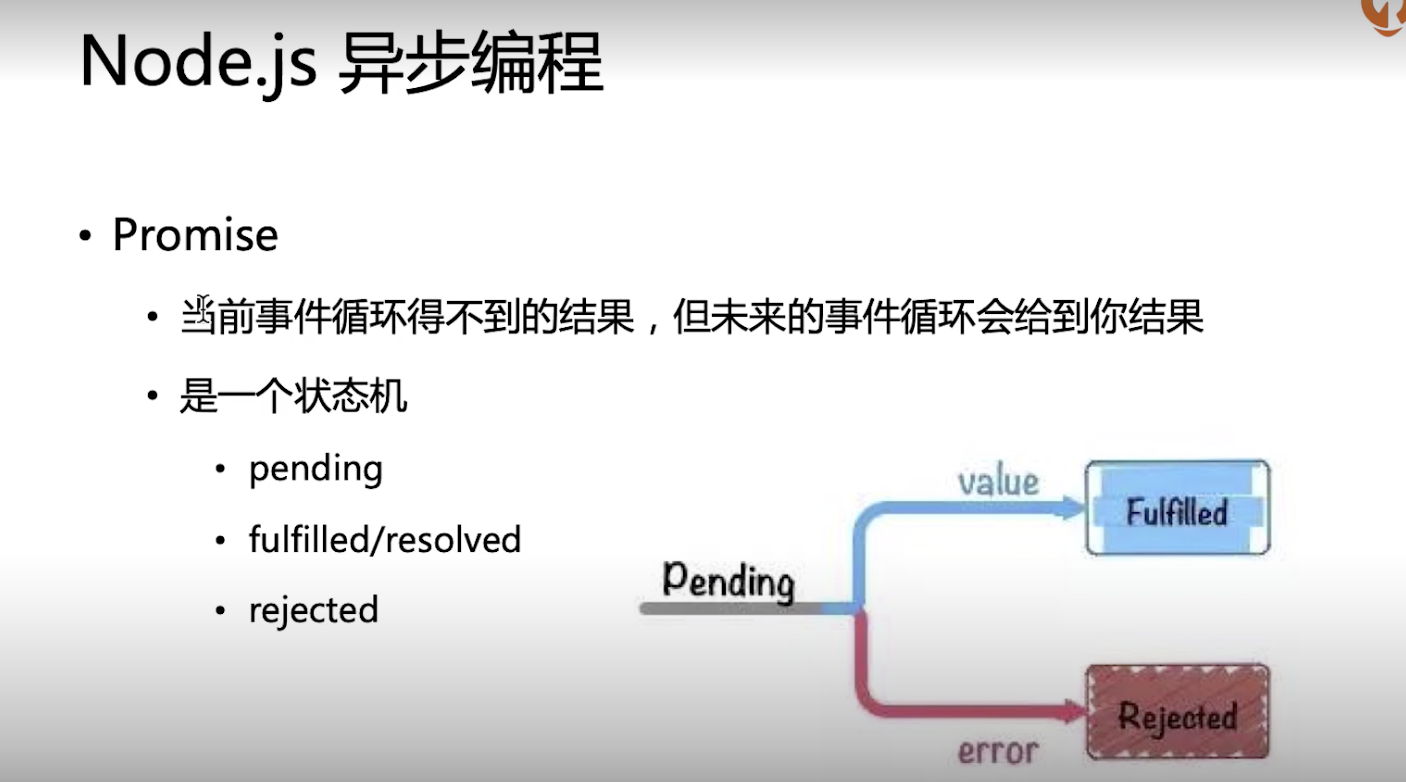 Node.js 异步编程
• Promise
• 当前事件循环得不到的结果，但未来的事件循环会给到你结果
• 是一个状态机
• pending
• fulfilled/resolved
• rejected
value
Fulfilled
Pending
Rejected
error